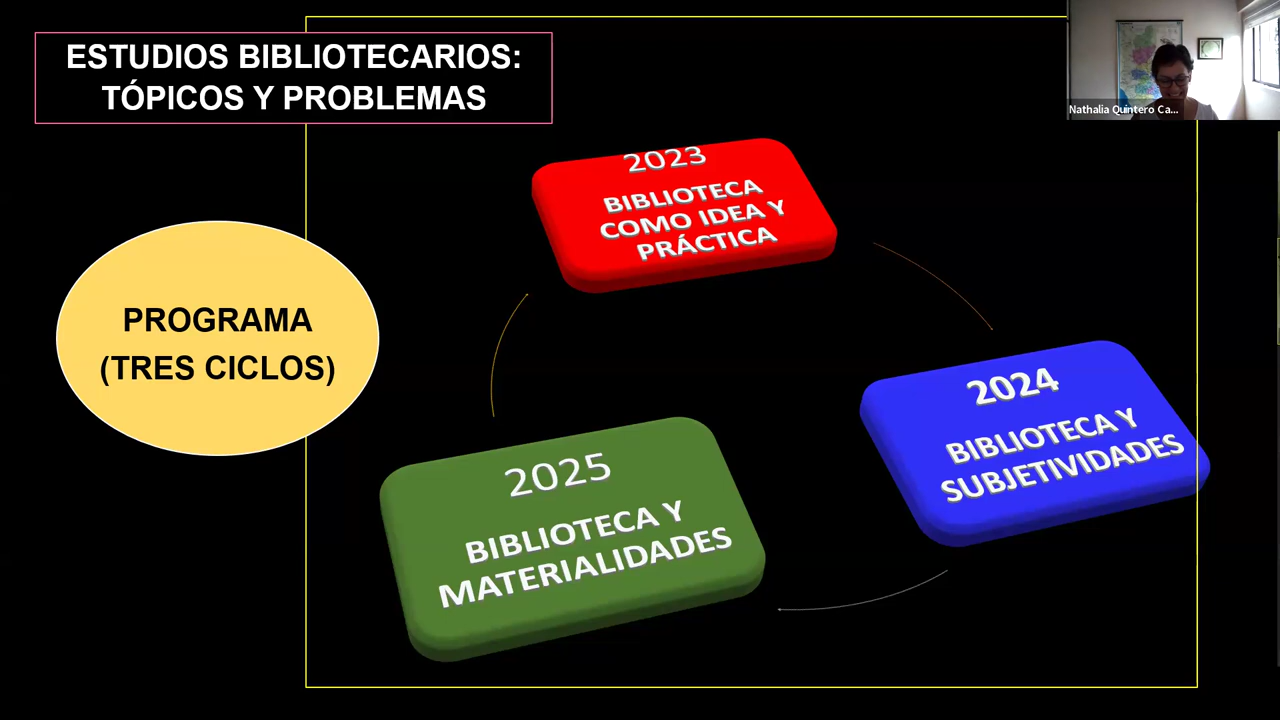 ESTUDIOS BIBLIOTECARIOS:
TÓPICOS Y PROBLEMAS
Nathalia Quintero Ca...
2023
BIBLIOTECA
COMO IDEA Y
PRÁCTICA
PROGRAMA
(TRES CICLOS)
2024
BIBLIOTECA Y
SUBJETIVIDADES
2025
BIBLIOTECA Y
MATERIALIDADES